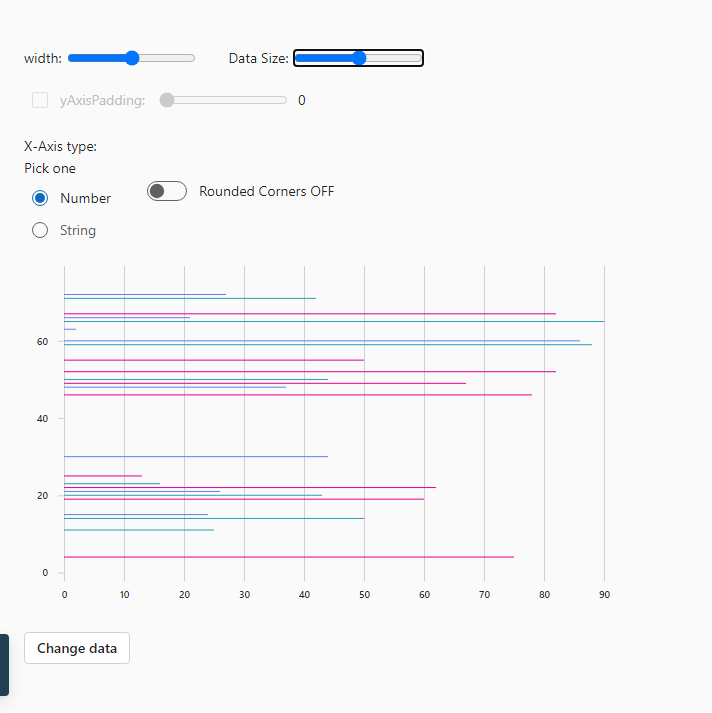 width: Data Size:
yAxisPadding: 0
X-Axis type:
Pick one
Number Rounded Corners OFF
String
60
40
20
0
0 10 20 30 40 50 60 70 80 90
Change data